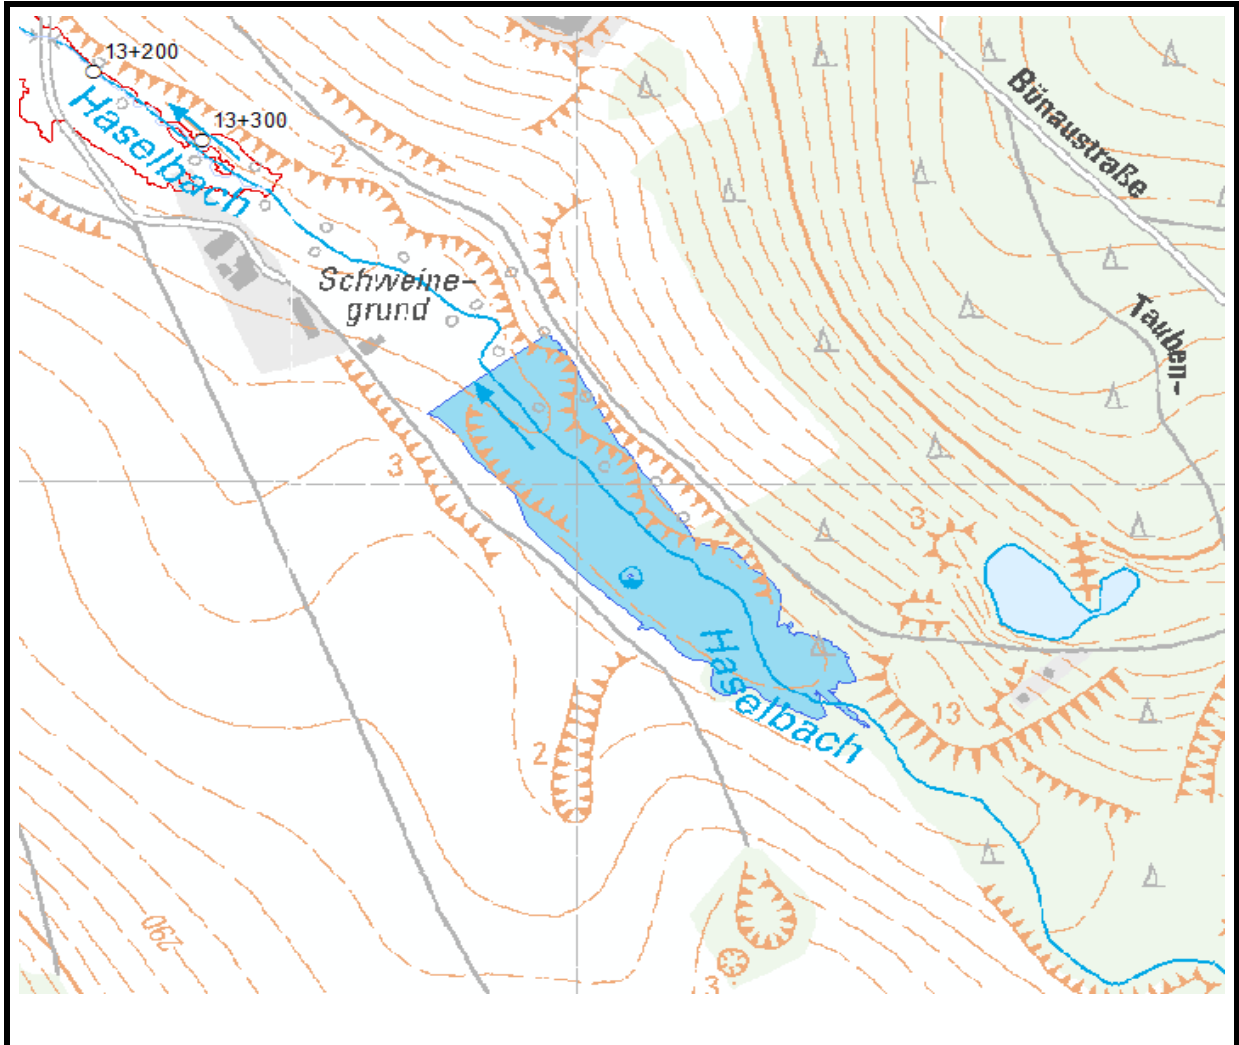 13+200
13+300
Haselbach
2
Bünaustraße
Schweine-
grund
Tauben-
3
3
Haselbach
13
2
290
3